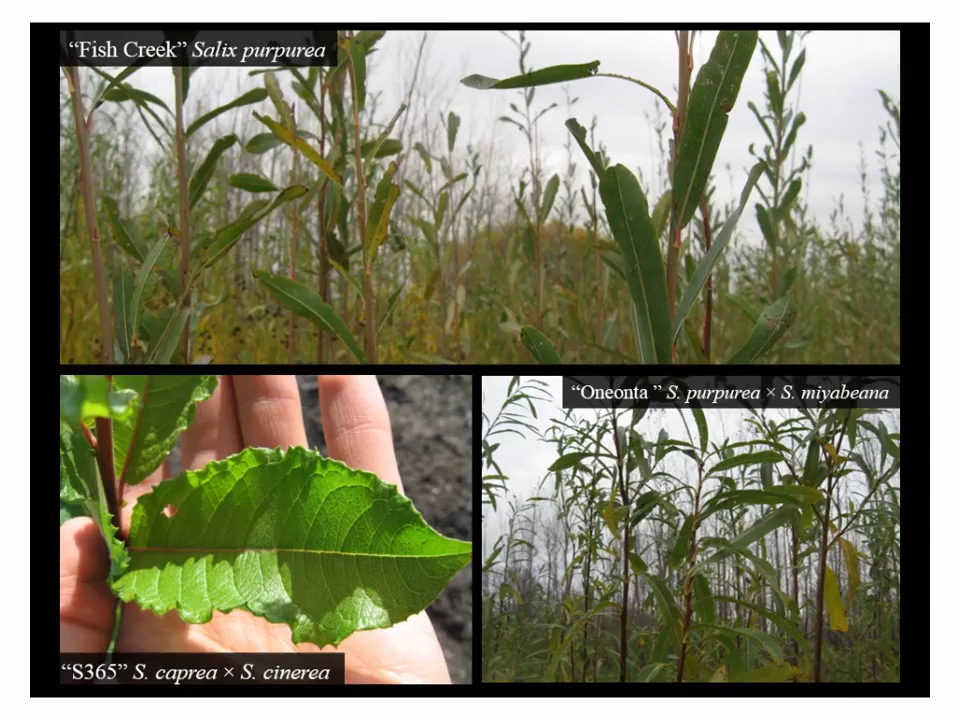 “Fish Creek” Salix purpurea
“Oneonta ” S. purpurea × S. miyabeana
“S365” S. caprea × S. cinerea